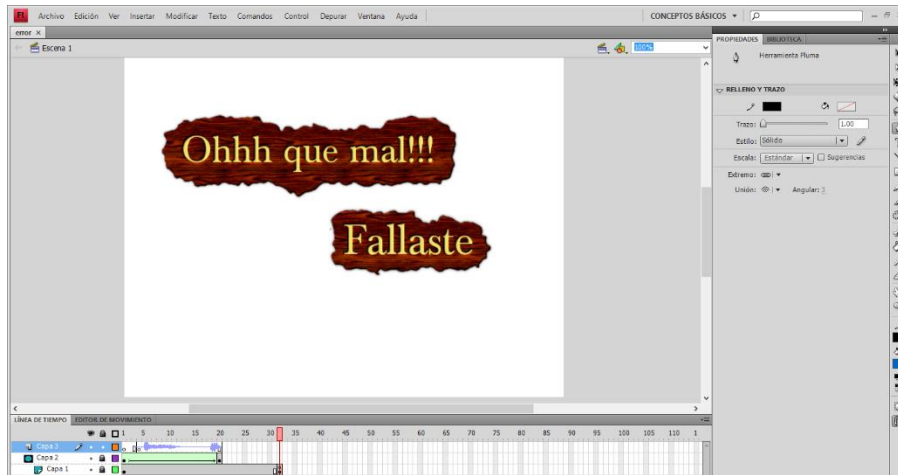 FL Archivo Edición Ver Insertar Modificar Texto Comandos Control Depurar Ventana Ayuda CONCEPTOS BÁSICOS
error ×
Escena 1 100%
PROPIEDADES BIBLIOTECA
Herramienta Pluma
RELLENO Y TRAZO
Trazo: 1.00
Estilo: Sólido
Escala: Estándar Sugerencias
Extremo:
Unión: Angular: 3
Ohhh que mal!!!
Fallaste
LÍNEA DE TIEMPO EDITOR DE MOVIMIENTO
1 5 10 15 20 25 30 35 40 45 50 55 60 65 70 75 80 85 90 95 100 105 110 1
Capa 3
Capa 2
Capa 1